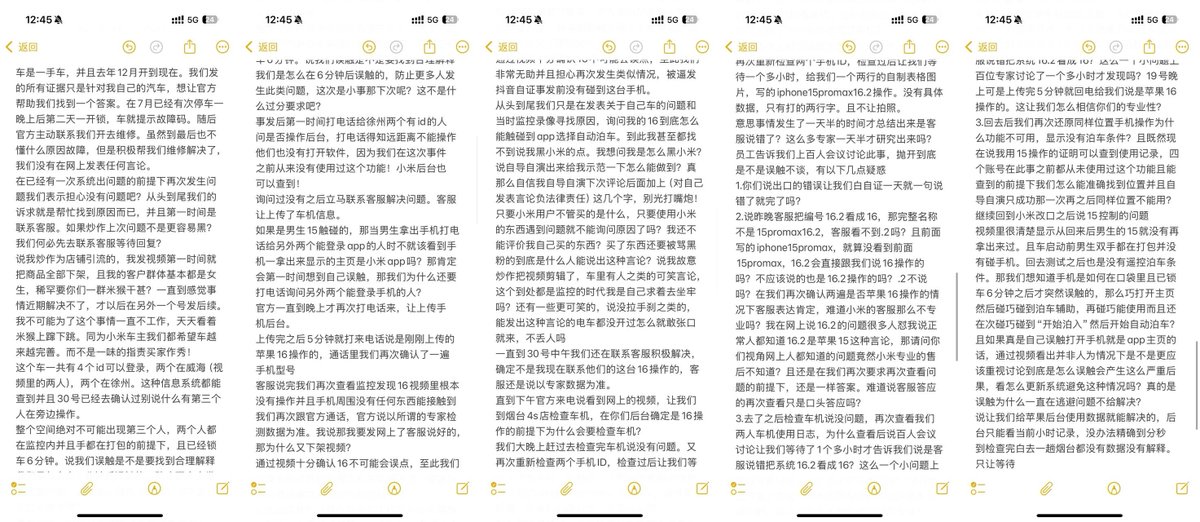 12:45
5G 24
返回
车是一手车，并且去年12月开到现在。我们发
的所有证据只是针对我自己的汽车，想让官方
帮助我们找到一个答案。在7月已经有次停车一
晚上后第二天一开锁，车就提示故障码。随后
官方主动联系我们开去维修。虽然到最后也不
懂什么原因故障，但是积极帮我们维修解决了，
我们没有在网上发表任何言论。
在已经有一次系统出问题的前提下再次发生问
题我们表示担心没有问题吧？从头到尾我们的
诉求就是帮忙找原因而已，并且第一时间是
联系客服。如果炒作上次问题不是更容易黑？
我们何必先去联系客服等待回复？
说我炒作为店铺引流的，我发视频第一时间就
把商品全部下架，且我的客户群体基本都是女
生，稀罕要你们一群米猴干甚？一直到感觉事
情近期解决不了，才以后在另外一个号发后续。
我不可能为了这个事情一直不工作，天天看着
米猴上蹿下跳。同为小米车主我们都希望车越
来越完善。而不是一味的指责买家作秀！
这个车一共有4个id可以登录，两个在威海（视
频里的两人），两个在徐州。这种信息系统都能
查到并且30号已经去确认过别说什么有第三个
人在旁边操作。
整个空间绝对不可能出现第三个人，两个人都
在监控内并且手都在打包的前提下，且已经锁
车6分钟。说我们误触是不是要找到合理解释
12:45
5G 24
返回
车6分钟。说我们误触是不是要找到合理解释
我们是怎么在6分钟后误触的，防止更多人发
生此类问题，这次是小事那下次呢？这不是什
么过分要求吧？
事发后第一时间打电话给徐州两个有id的人
问是否操作后台，打电话得知远距离不能操作
他们也没有打开软件，因为我们在这次事件
之前从来没有使用过这个功能！小米后台也
可以查到！
询问过没有之后立马联系客服解决问题。客服
让上传了车机信息。
如果是男生15触碰的，那当男生拿出手机打电
话给另外两个能登录app的人时不就该看到手
机一拿出来显示的主页是小米app吗？那肯定
会第一时间想到自己误触，那我们为什么还要
打电话询问另外两个能登陆手机的人？
官方一直到晚上才再次打电话来，让上传手
机后台。
上传完之后5分钟就打来电话说是刚刚上传的
苹果16操作的，通话里我们再次确认了一遍
手机型号
客服说完我们再次查看监控发现16视频里根本
没有操作并且手机周围没有任何东西能接触到
我们再次跟官方通话，官方说以所谓的专家检
测数据为准。我说那我要发网上了客服说好的，
那为什么又下架视频？
通过视频十分确认16不可能会误点，至此我们
12:45
5G 24
返回
通过视频十分确认16不可能会误点，至此我们
非常无助并且担心再次发生类似情况，被逼发
抖音自证事发前没有碰到这台手机。
从头到尾我们只是在发表关于自己车的问题和
当时监控录像寻找原因，询问我的16到底怎么
能触碰到app选择自动泊车。到此我甚至都找
不到说我黑小米的点。我想问我是怎么黑小米？
说自导自演出来给我示范一下怎么能做到？真
那么自信我自导自演下次评论后面加上（对自己
发表言论负法律责任）这几个字，别光打嘴炮！
只要小米用户不管买的是什么，只要使用小米
的东西遇到问题就不能询问原因了吗？我还不
能评价我自己买的东西？买了东西还要被骂黑
粉的到底是什么人能说出这种言论？说我故意
炒作把视频剪辑了，车里有人之类的可笑言论，
这个到处都是监控的时代我是自己求着去坐牢
吗？还有一些更可笑的，说没拉手刹之类的，
能发出这种言论的电车都没开过怎么就敢张口
就来，不丢人吗
一直到30号中午我们还在联系客服积极解决，
确定不是我现在联系他们的这台16操作的，客
服还是说以专家数据为准。
直到下午官方来电说看到网上的视频，让我们
到烟台4s店检查车机，在你们后台确定是16操
作的前提下为什么会要检查车机？
我们大晚上赶过去检查完车机说没有问题。又
再次重新检查两个手机ID，检查过后让我们等
12:45
5G 24
返回
再次重新检查两个手机ID，检查过后让我们等
待一个多小时，给我们一个两行的自制表格图
片，写的iphone15promax16.2操作。没有具体
数据，只有打的两行字。且不让拍照。
意思事情发生了一天半的时间才总结出来是客
服说错了？这么多专家一天半才研究出来吗？
员工告诉我们上百人会议讨论此事，抛开到底
是不是误触不谈，有以下几点疑惑
1.你们说出口的错误让我们白自证一天就一句说
错了就完了吗？
2.说昨晚客服把编号16.2看成16，那完整名称
不是15promax16.2，客服看不到.2吗？且前面
写的iphone15promax，就算没看到前面
15promax，16.2会直接跟我们说16操作的
吗？不应该说的也是16.2操作的吗？.2不说
吗？在我们再次确认两遍是否苹果16操作的情
况下客服表达肯定，难道小米的客服那么不专
业吗？我在网上说16.2的问题很多人怼我说正
常人都知道16.2是苹果15这种言论，那请问你
们视角网上人都知道的问题竟然小米专业的售
后不知道？且还是在我们再次要求再次查看问
题的前提下，还是一样答案。难道说客服答应
的再次查看只是口头答应吗？
3.去了之后检查车机说没问题，再次查看我们
两人车机使用日志，为什么查看后说百人会议
讨论让我们等待了1个多小时才告诉我们说是客
服说错把系统16.2看成16？这么一个小问题上
12:45
5G 24
返回
服说错把系统16.2看成16？这么一个小问题上
百位专家讨论了一个多小时才发现吗？19号晚
上可是上传完5分钟就回电给我们说是苹果16
操作的。这让我们怎么相信你们的专业性？
3.回去后我们再次还原同样位置手机操作为什
么功能不可用，显示没有泊车条件？且既然现
在说我用15操作的证明可以查到使用记录，四
个账号在此事之前都从未使用过这个功能且能
查到的前提下我们怎么能准确找到位置并且自
导自演只成功那一次再之后同样位置不能用？
继续回到小米改口之后说15控制的问题
视频里很清楚显示从回来后男生的15就没有再
拿出来过。且车启动前男生双手都在打包并没
有碰手机。回去测试之后也是没有遥控泊车条
件。那我们想知道手机是如何在口袋里且已锁
车6分钟之后才突然误触的，那么巧打开主页
然后碰巧碰到泊车辅助，再碰巧能使用而且还
在次碰巧碰到“开始泊入”然后开始自动泊车？
且如果真是自己误触打开手机就是app主页的
话，通过视频看出并非人为情况下是不是更应
该重视讨论到底是怎么误触会产生这么严重后
果，看怎么更新系统避免这种情况吗？真的是
误触为什么一直在逃避问题不给解决？
说让我们给苹果后台使用数据就能解决的，后
台只能看当前小时记录，没办法精确到分秒
到检查完白去一趟烟台都没有数据没有解释。
只让等待